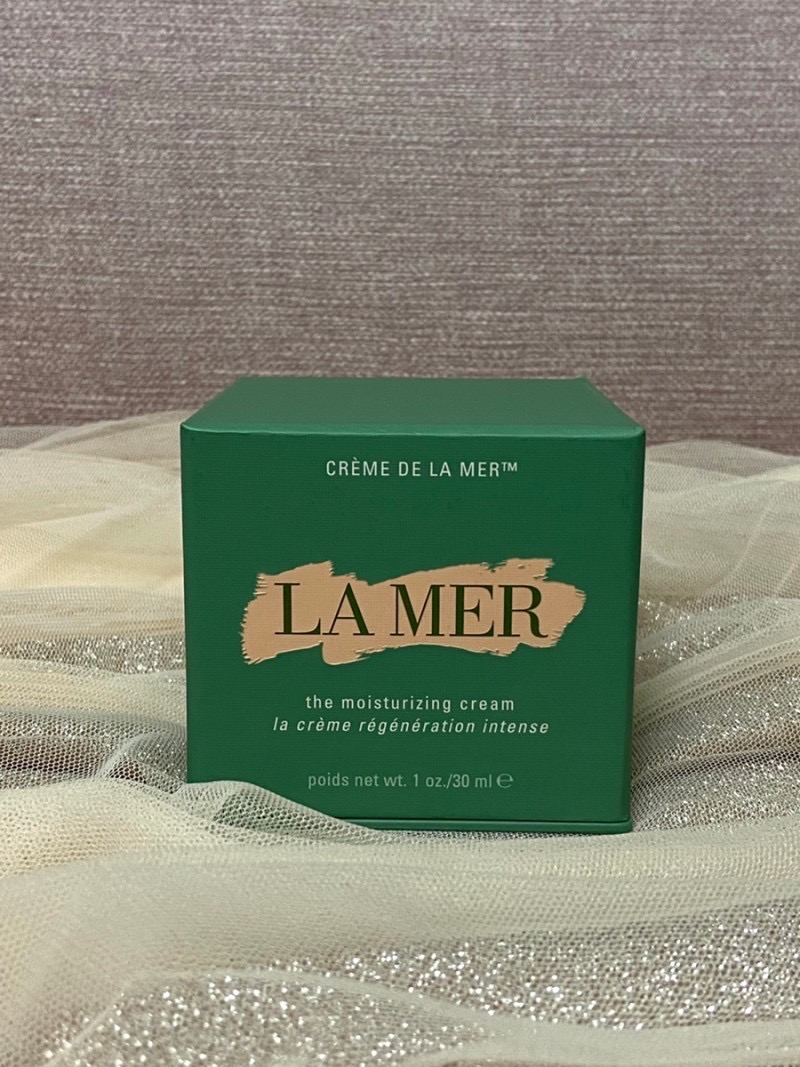 CRÈME DE LA MER™
LA MER
the moisturizing cream
la crème régénération intense
poids net wt. 1 oz./30 ml ℮